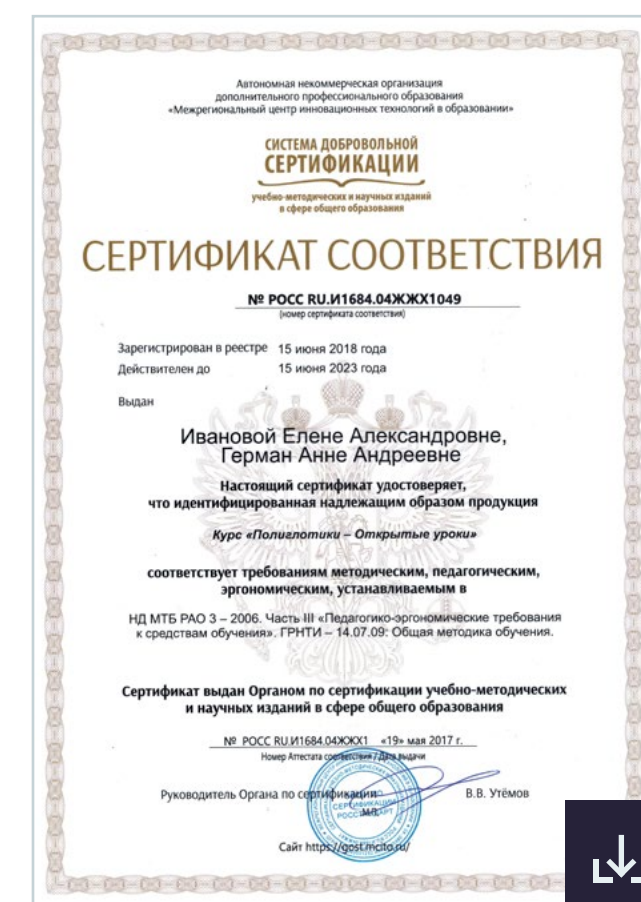 Автономная некоммерческая организация
дополнительного профессионального образования
«Межрегиональный центр инновационных технологий в образовании»
СИСТЕМА ДОБРОВОЛЬНОЙ
СЕРТИФИКАЦИИ
учебно-методических и научных изданий
в сфере общего образования
СЕРТИФИКАТ СООТВЕТСТВИЯ
№ РОСС RU.И1684.04ЖЖХ1049
(номер сертификата соответствия)
Зарегистрирован в реестре 15 июня 2018 года
Действителен до 15 июня 2023 года
Выдан
Ивановой Елене Александровне,
Герман Анне Андреевне
Настоящий сертификат удостоверяет,
что идентифицированная надлежащим образом продукция
Курс «Полиглотики – Открытые уроки»
соответствует требованиям методическим, педагогическим,
эргономическим, устанавливаемым в
НД МТБ РАО 3 – 2006. Часть III «Педагогико-эргономические требования
к средствам обучения». ГРНТИ – 14.07.09: Общая методика обучения.
Сертификат выдан Органом по сертификации учебно-методических
и научных изданий в сфере общего образования
№ РОСС RU.И1684.04ЖЖХ1 «19» мая 2017 г.
Номер Аттестата соответствия / Дата выдачи
Руководитель Органа по сертификации В.В. Утёмов
М.П.
СЕРТИФИКАЦИИ
РОССТАНДАРТ
Сайт https://gost.mcito.ru/